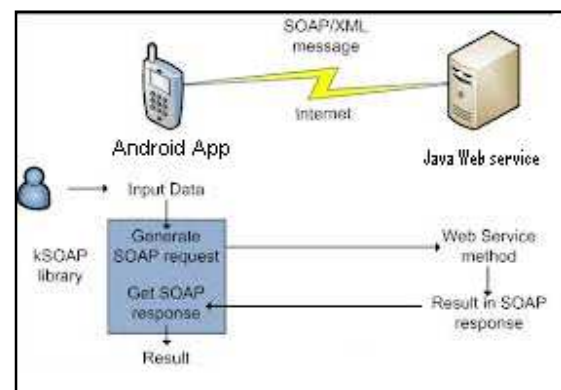 SOAP/XML
message
Internet
Android App
Java Web service
Input Data
kSOAP
library
Generate
SOAP request
Web Service
method
Get SOAP
response
Result in SOAP
response
Result